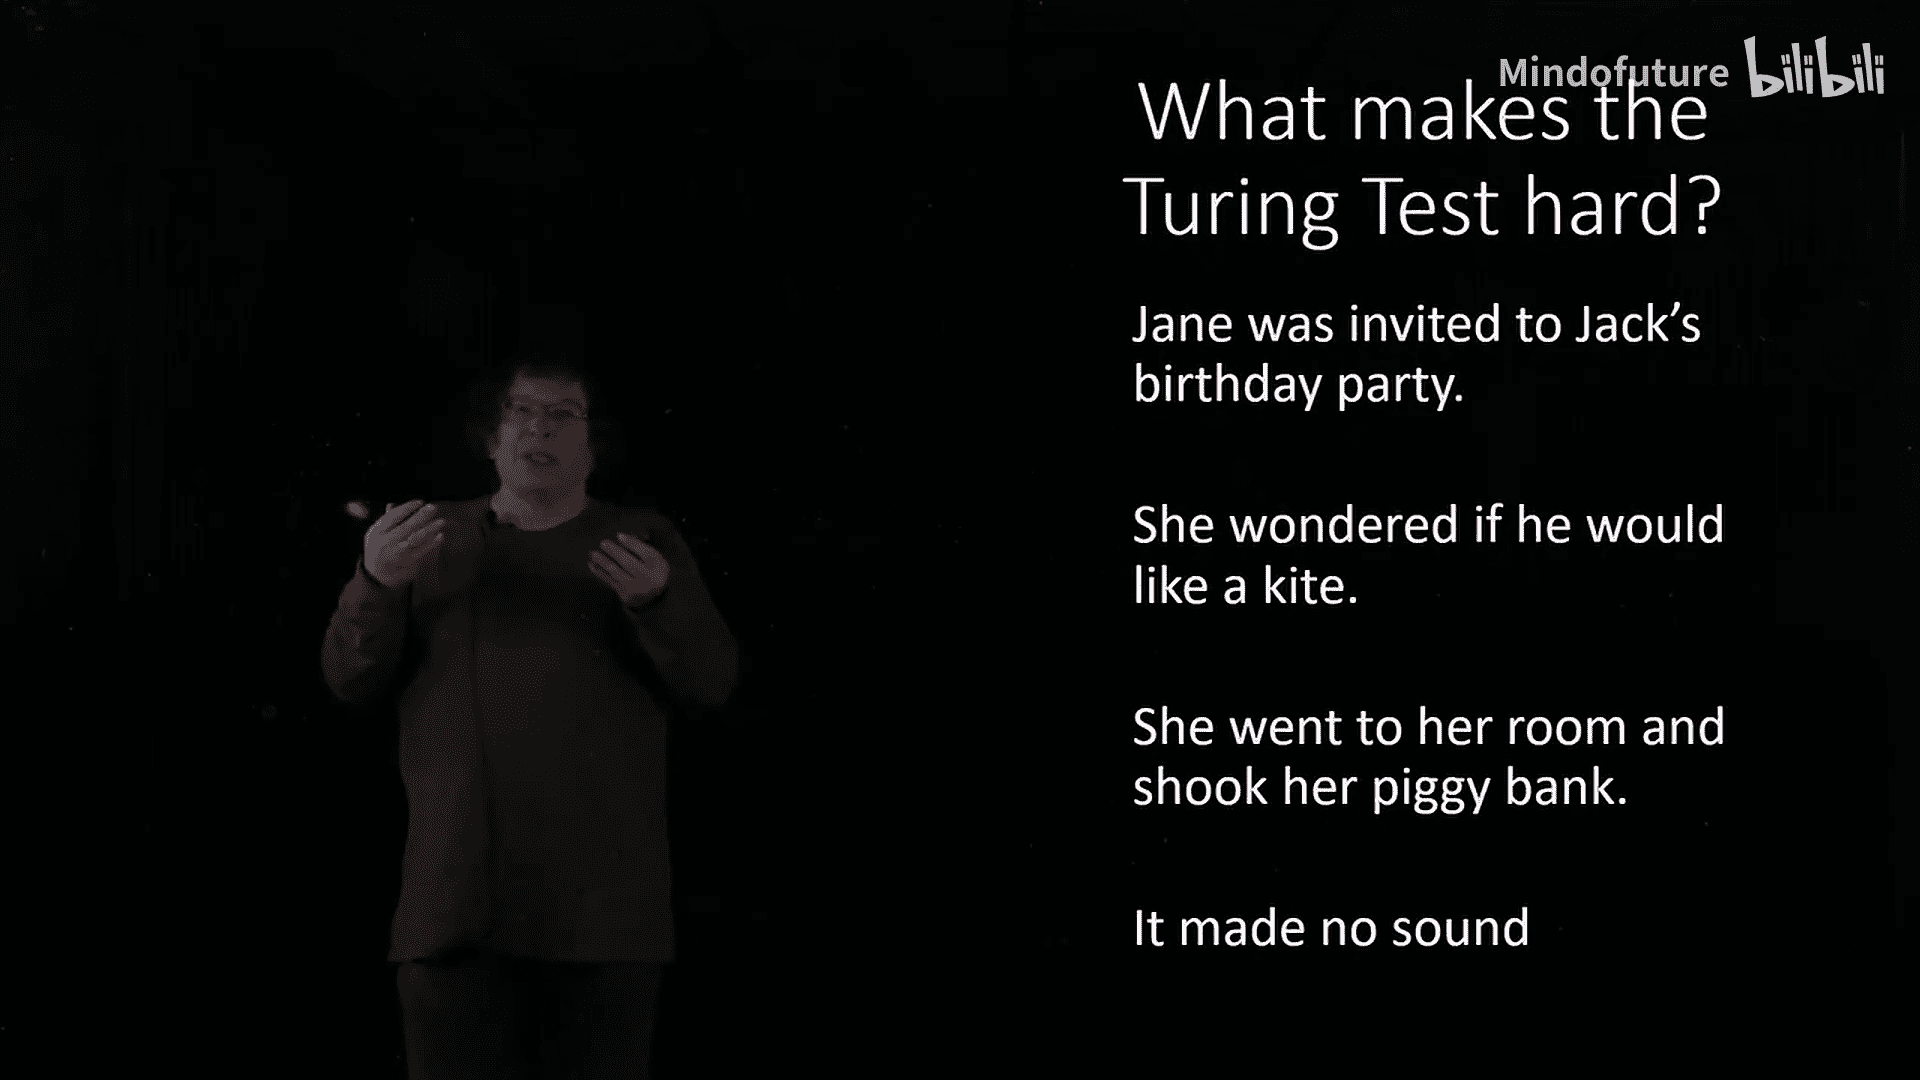 Mindofuture bilibili
What makes the
Turing Test hard?
Jane was invited to Jack’s
birthday party.
She wondered if he would
like a kite.
She went to her room and
shook her piggy bank.
It made no sound